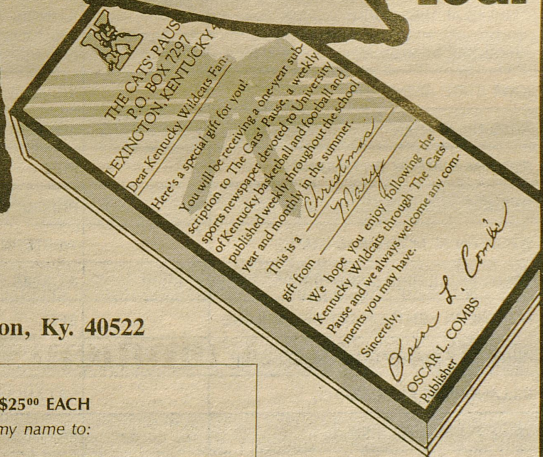 Your
THE CATS' PAUSE
P.O. BOX 7297
LEXINGTON, KENTUCKY 4
Dear Kentucky Wildcats Fan:
Here's a special gift for you!
You will be receiving a one-year sub-
scription to The Cats' Pause, a weekly
sports newspaper devoted to University
of Kentucky basketball and football and
published weekly throughout the school
year and monthly in the summer.
This is a Christmas
gift from Mary
We hope you enjoy following the
Kentucky Wildcats through The Cats'
Pause and we always welcome any com-
ments you may have.
Sincerely,
Oscar L. Combs
OSCAR L. COMBS
Publisher
on, Ky. 40522
$25⁰⁰ EACH
my name to: